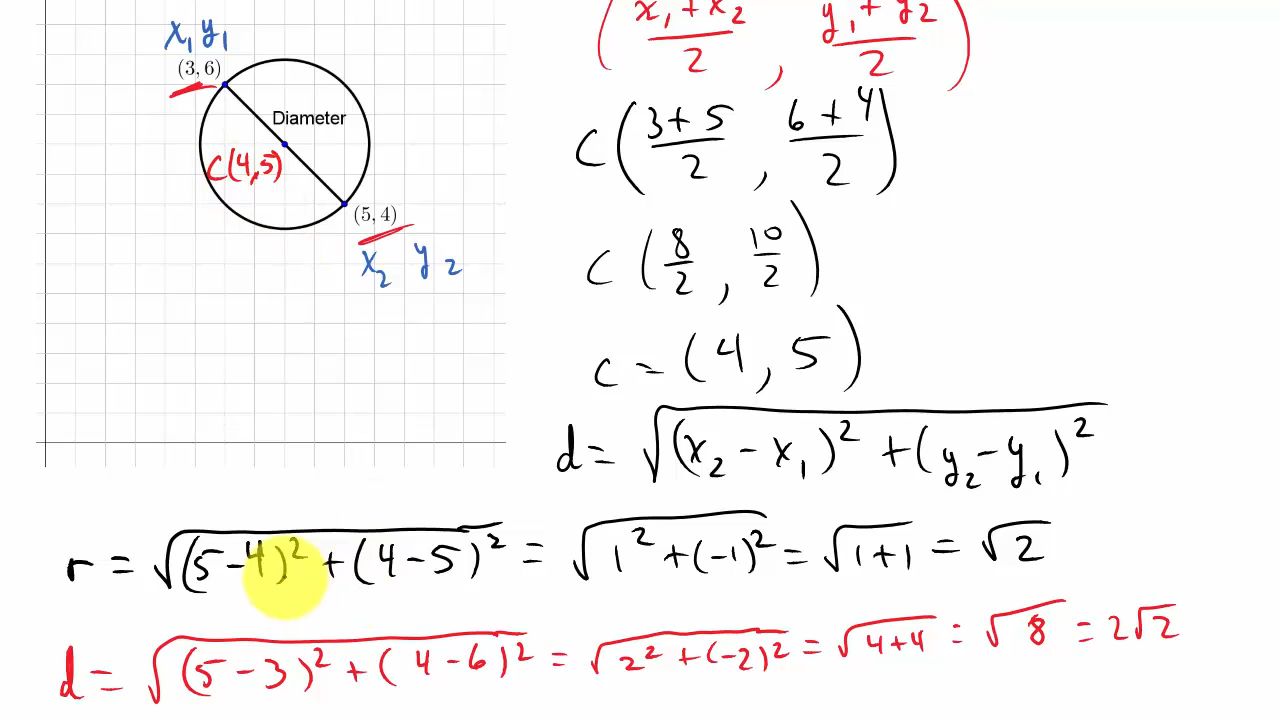 x₁ y₁
(3, 6)
Diameter
C(4,5)
(5, 4)
x₂ y₂
(x₁ + x₂/2 , y₁ + y₂/2)
C(3+5/2 , 6+4/2)
C(8/2 , 10/2)
C = (4, 5)
d = √(x₂ − x₁)² + (y₂ − y₁)²
r = √(5−4)² + (4−5)² = √1² + (−1)² = √1+1 = √2
d = √(5−3)² + (4−6)² = √2² + (−2)² = √4+4 = √8 = 2√2